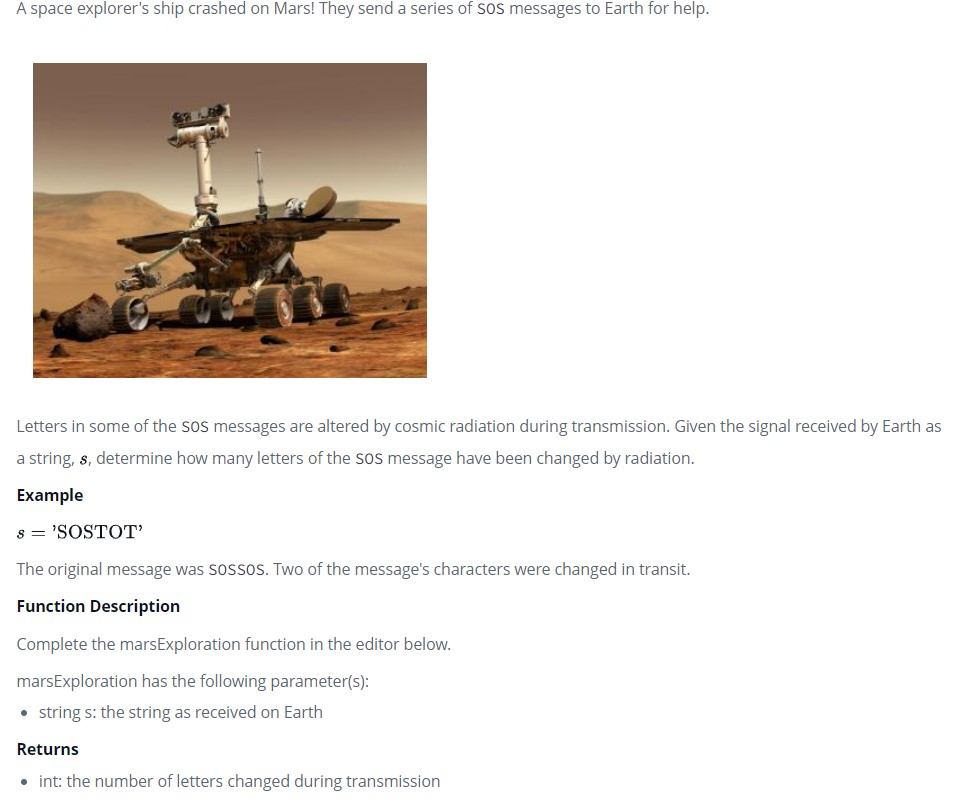 A space explorer's ship crashed on Mars! They send a series of SOS messages to Earth for help.
Letters in some of the SOS messages are altered by cosmic radiation during transmission. Given the signal received by Earth as
a string, s, determine how many letters of the SOS message have been changed by radiation.
Example
s = 'SOSTOT'
The original message was SOSSOS. Two of the message's characters were changed in transit.
Function Description
Complete the marsExploration function in the editor below.
marsExploration has the following parameter(s):
• string s: the string as received on Earth
Returns
• int: the number of letters changed during transmission